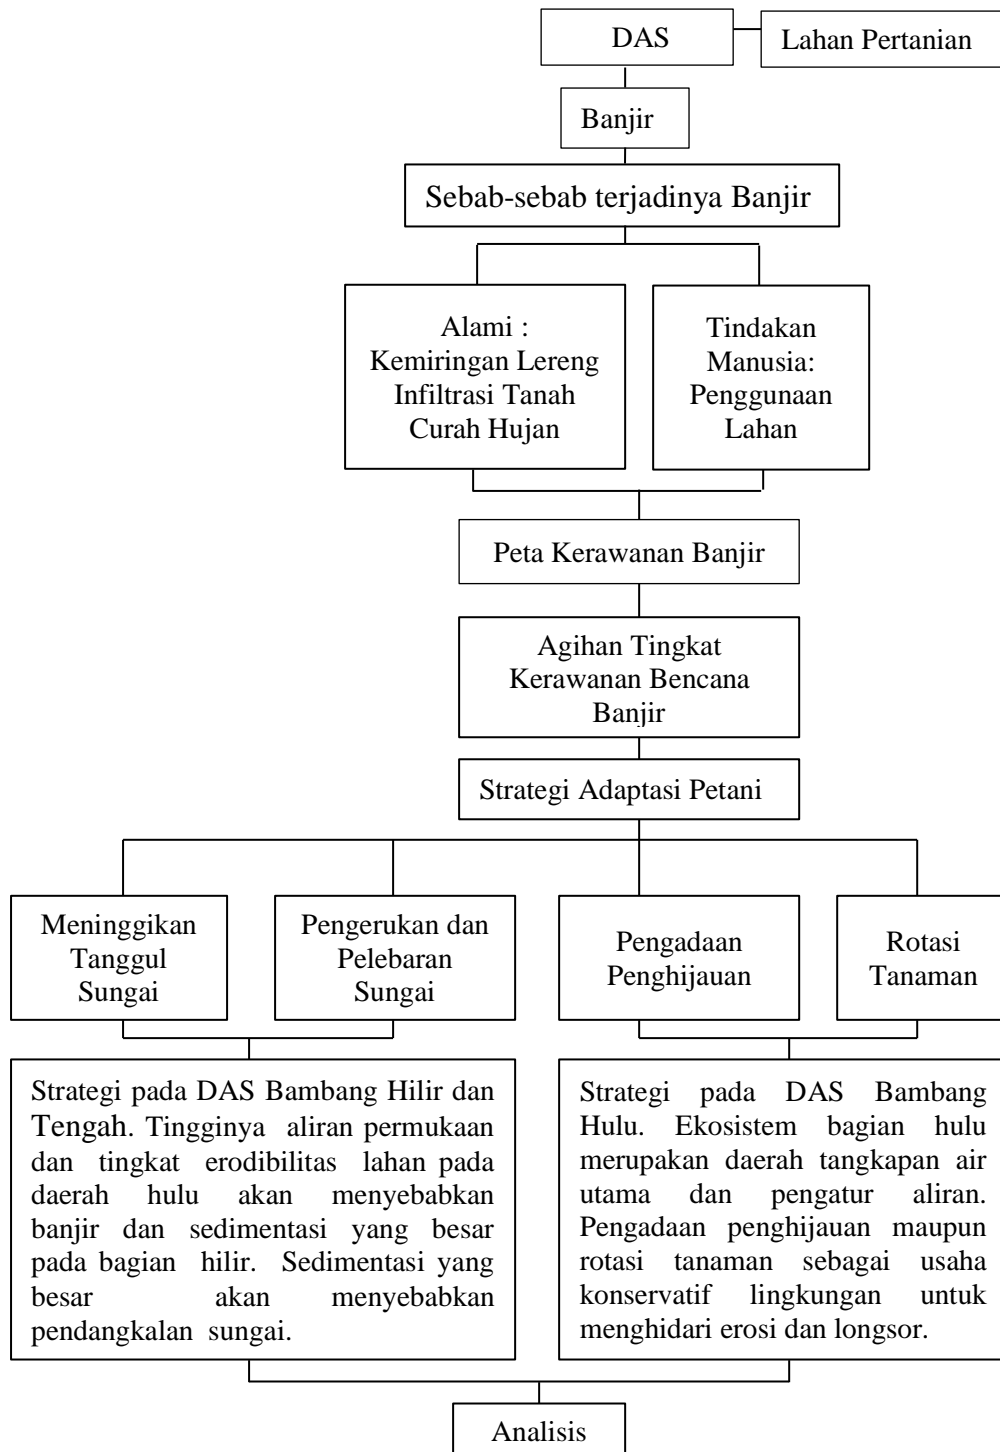 DAS
Lahan Pertanian
Banjir
Sebab-sebab terjadinya Banjir
Alami :
Kemiringan Lereng
Infiltrasi Tanah
Curah Hujan
Tindakan
Manusia:
Penggunaan
Lahan
Peta Kerawanan Banjir
Agihan Tingkat
Kerawanan Bencana
Banjir
Strategi Adaptasi Petani
Meninggikan
Tanggul
Sungai
Pengerukan dan
Pelebaran
Sungai
Pengadaan
Penghijauan
Rotasi
Tanaman
Strategi pada DAS Bambang Hilir dan
Tengah. Tingginya aliran permukaan
dan tingkat erodibilitas lahan pada
daerah hulu akan menyebabkan
banjir dan sedimentasi yang besar
pada bagian hilir. Sedimentasi yang
besar akan menyebabkan
pendangkalan sungai.
Strategi pada DAS Bambang
Hulu. Ekosistem bagian hulu
merupakan daerah tangkapan air
utama dan pengatur aliran.
Pengadaan penghijauan maupun
rotasi tanaman sebagai usaha
konservatif lingkungan untuk
menghidari erosi dan longsor.
Analisis